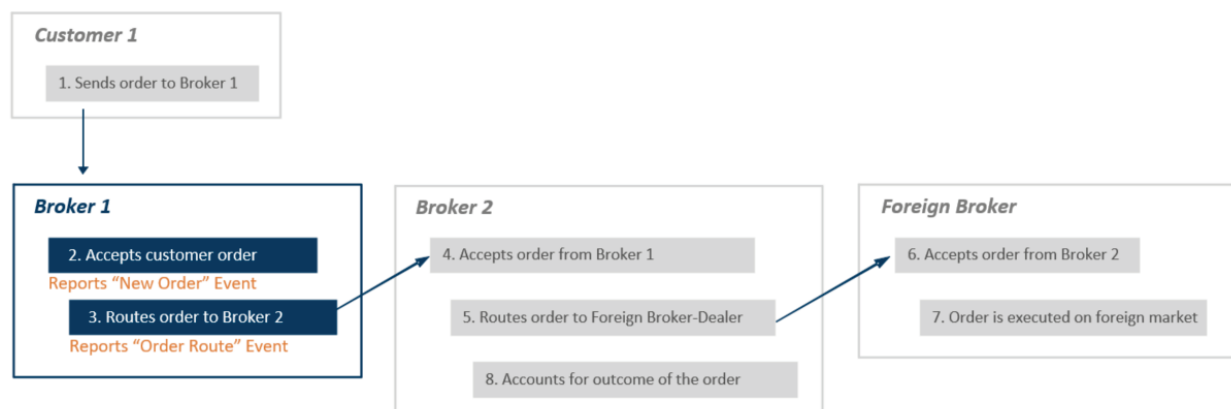 Customer 1
1. Sends order to Broker 1
Broker 1
2. Accepts customer order
Reports “New Order” Event
3. Routes order to Broker 2
Reports “Order Route” Event
Broker 2
4. Accepts order from Broker 1
5. Routes order to Foreign Broker-Dealer
8. Accounts for outcome of the order
Foreign Broker
6. Accepts order from Broker 2
7. Order is executed on foreign market